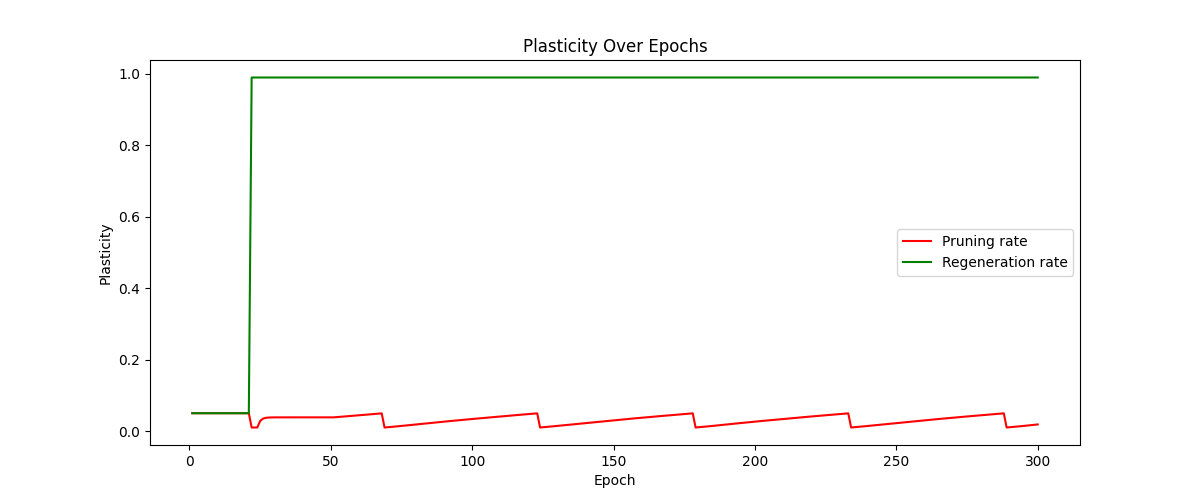 Plasticity Over Epochs
1.0
0.8
0.6
0.4
0.2
0.0
Plasticity
Pruning rate
Regeneration rate
0 50 100 150 200 250 300
Epoch